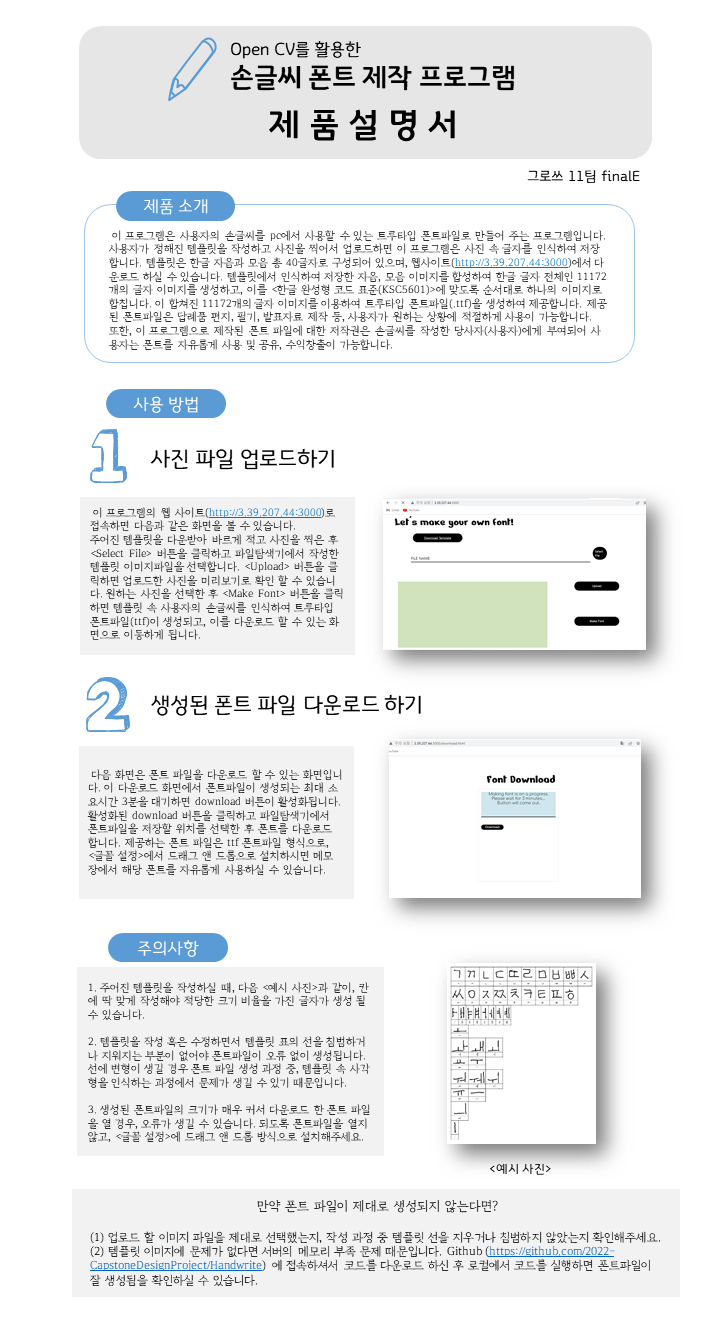 Open CV를 활용한
손글씨 폰트 제작 프로그램
제 품 설 명 서
그로쓰 11팀 finalE
제품 소개
이 프로그램은 사용자의 손글씨를 pc에서 사용할 수 있는 트루타입 폰트파일로 만들어 주는 프로그램입니다.
사용자가 정해진 템플릿을 작성하고 사진을 찍어서 업로드하면 이 프로그램은 사진 속 글자를 인식하여 저장
합니다. 템플릿은 한글 자음과 모음 총 40글자로 구성되어 있으며, 웹사이트(http://3.39.207.44:3000)에서 다
운로드 하실 수 있습니다. 템플릿에서 인식하여 저장한 자음, 모음 이미지를 합성하여 한글 글자 전체인 11172
개의 글자 이미지를 생성하고, 이를 <한글 완성형 코드 표준(KSC5601)>에 맞도록 순서대로 하나의 이미지로
합칩니다. 이 합쳐진 11172개의 글자 이미지를 이용하여 트루타입 폰트파일(.ttf)을 생성하여 제공합니다. 제공
된 폰트파일은 답례품 편지, 필기, 발표자료 제작 등, 사용자가 원하는 상황에 적절하게 사용이 가능합니다.
또한, 이 프로그램으로 제작된 폰트 파일에 대한 저작권은 손글씨를 작성한 당사자(사용자)에게 부여되어 사
용자는 폰트를 자유롭게 사용 및 공유, 수익창출이 가능합니다.
사용 방법
1 사진 파일 업로드하기
이 프로그램의 웹 사이트(http://3.39.207.44:3000)로
접속하면 다음과 같은 화면을 볼 수 있습니다.
주어진 템플릿을 다운받아 바르게 적고 사진을 찍은 후
<Select File> 버튼을 클릭하고 파일탐색기에서 작성한
템플릿 이미지파일을 선택합니다. <Upload> 버튼을 클
릭하면 업로드한 사진을 미리보기로 확인 할 수 있습니
다. 원하는 사진을 선택한 후 <Make Font> 버튼을 클릭
하면 템플릿 속 사용자의 손글씨를 인식하여 트루타입
폰트파일(ttf)이 생성되고, 이를 다운로드 할 수 있는 화
면으로 이동하게 됩니다.
Let's make your own font!
Download Template
FILE NAME:
Select
File
Upload
Make Font
2 생성된 폰트 파일 다운로드 하기
다음 화면은 폰트 파일을 다운로드 할 수 있는 화면입니
다. 이 다운로드 화면에서 폰트파일이 생성되는 최대 소
요시간 3분을 대기하면 download 버튼이 활성화됩니다.
활성화된 download 버튼을 클릭하고 파일탐색기에서
폰트파일을 저장할 위치를 선택한 후 폰트를 다운로드
합니다. 제공하는 폰트 파일은 ttf 폰트파일 형식으로,
<글꼴 설정>에서 드래그 앤 드롭으로 설치하시면 메모
장에서 해당 폰트를 자유롭게 사용하실 수 있습니다.
Font Download
Making font is on a progress.
Please wait for 3 minutes...
Button will come out.
Download
주의사항
1. 주어진 템플릿을 작성하실 때, 다음 <예시 사진>과 같이, 칸
에 딱 맞게 작성해야 적당한 크기 비율을 가진 글자가 생성 될
수 있습니다.
2. 템플릿을 작성 혹은 수정하면서 템플릿 표의 선을 침범하거
나 지워지는 부분이 없어야 폰트파일이 오류 없이 생성됩니다.
선에 변형이 생길 경우 폰트 파일 생성 과정 중, 템플릿 속 사각
형을 인식하는 과정에서 문제가 생길 수 있기 때문입니다.
3. 생성된 폰트파일의 크기가 매우 커서 다운로드 한 폰트 파일
을 열 경우, 오류가 생길 수 있습니다. 되도록 폰트파일을 열지
않고, <글꼴 설정>에 드래그 앤 드롭 방식으로 설치해주세요.
ㄱ ㄲ ㄴ ㄷ ㄸ ㄹ ㅁ ㅂ ㅃ ㅅ
ㅆ ㅇ ㅈ ㅉ ㅊ ㅋ ㅌ ㅍ ㅎ
<예시 사진>
만약 폰트 파일이 제대로 생성되지 않는다면?
(1) 업로드 할 이미지 파일을 제대로 선택했는지, 작성 과정 중 템플릿 선을 지우거나 침범하지 않았는지 확인해주세요.
(2) 템플릿 이미지에 문제가 없다면 서버의 메모리 부족 문제 때문입니다. Github (https://github.com/2022-
CapstoneDesignProject/Handwrite) 에 접속하셔서 코드를 다운로드 하신 후 로컬에서 코드를 실행하면 폰트파일이
잘 생성됨을 확인하실 수 있습니다.